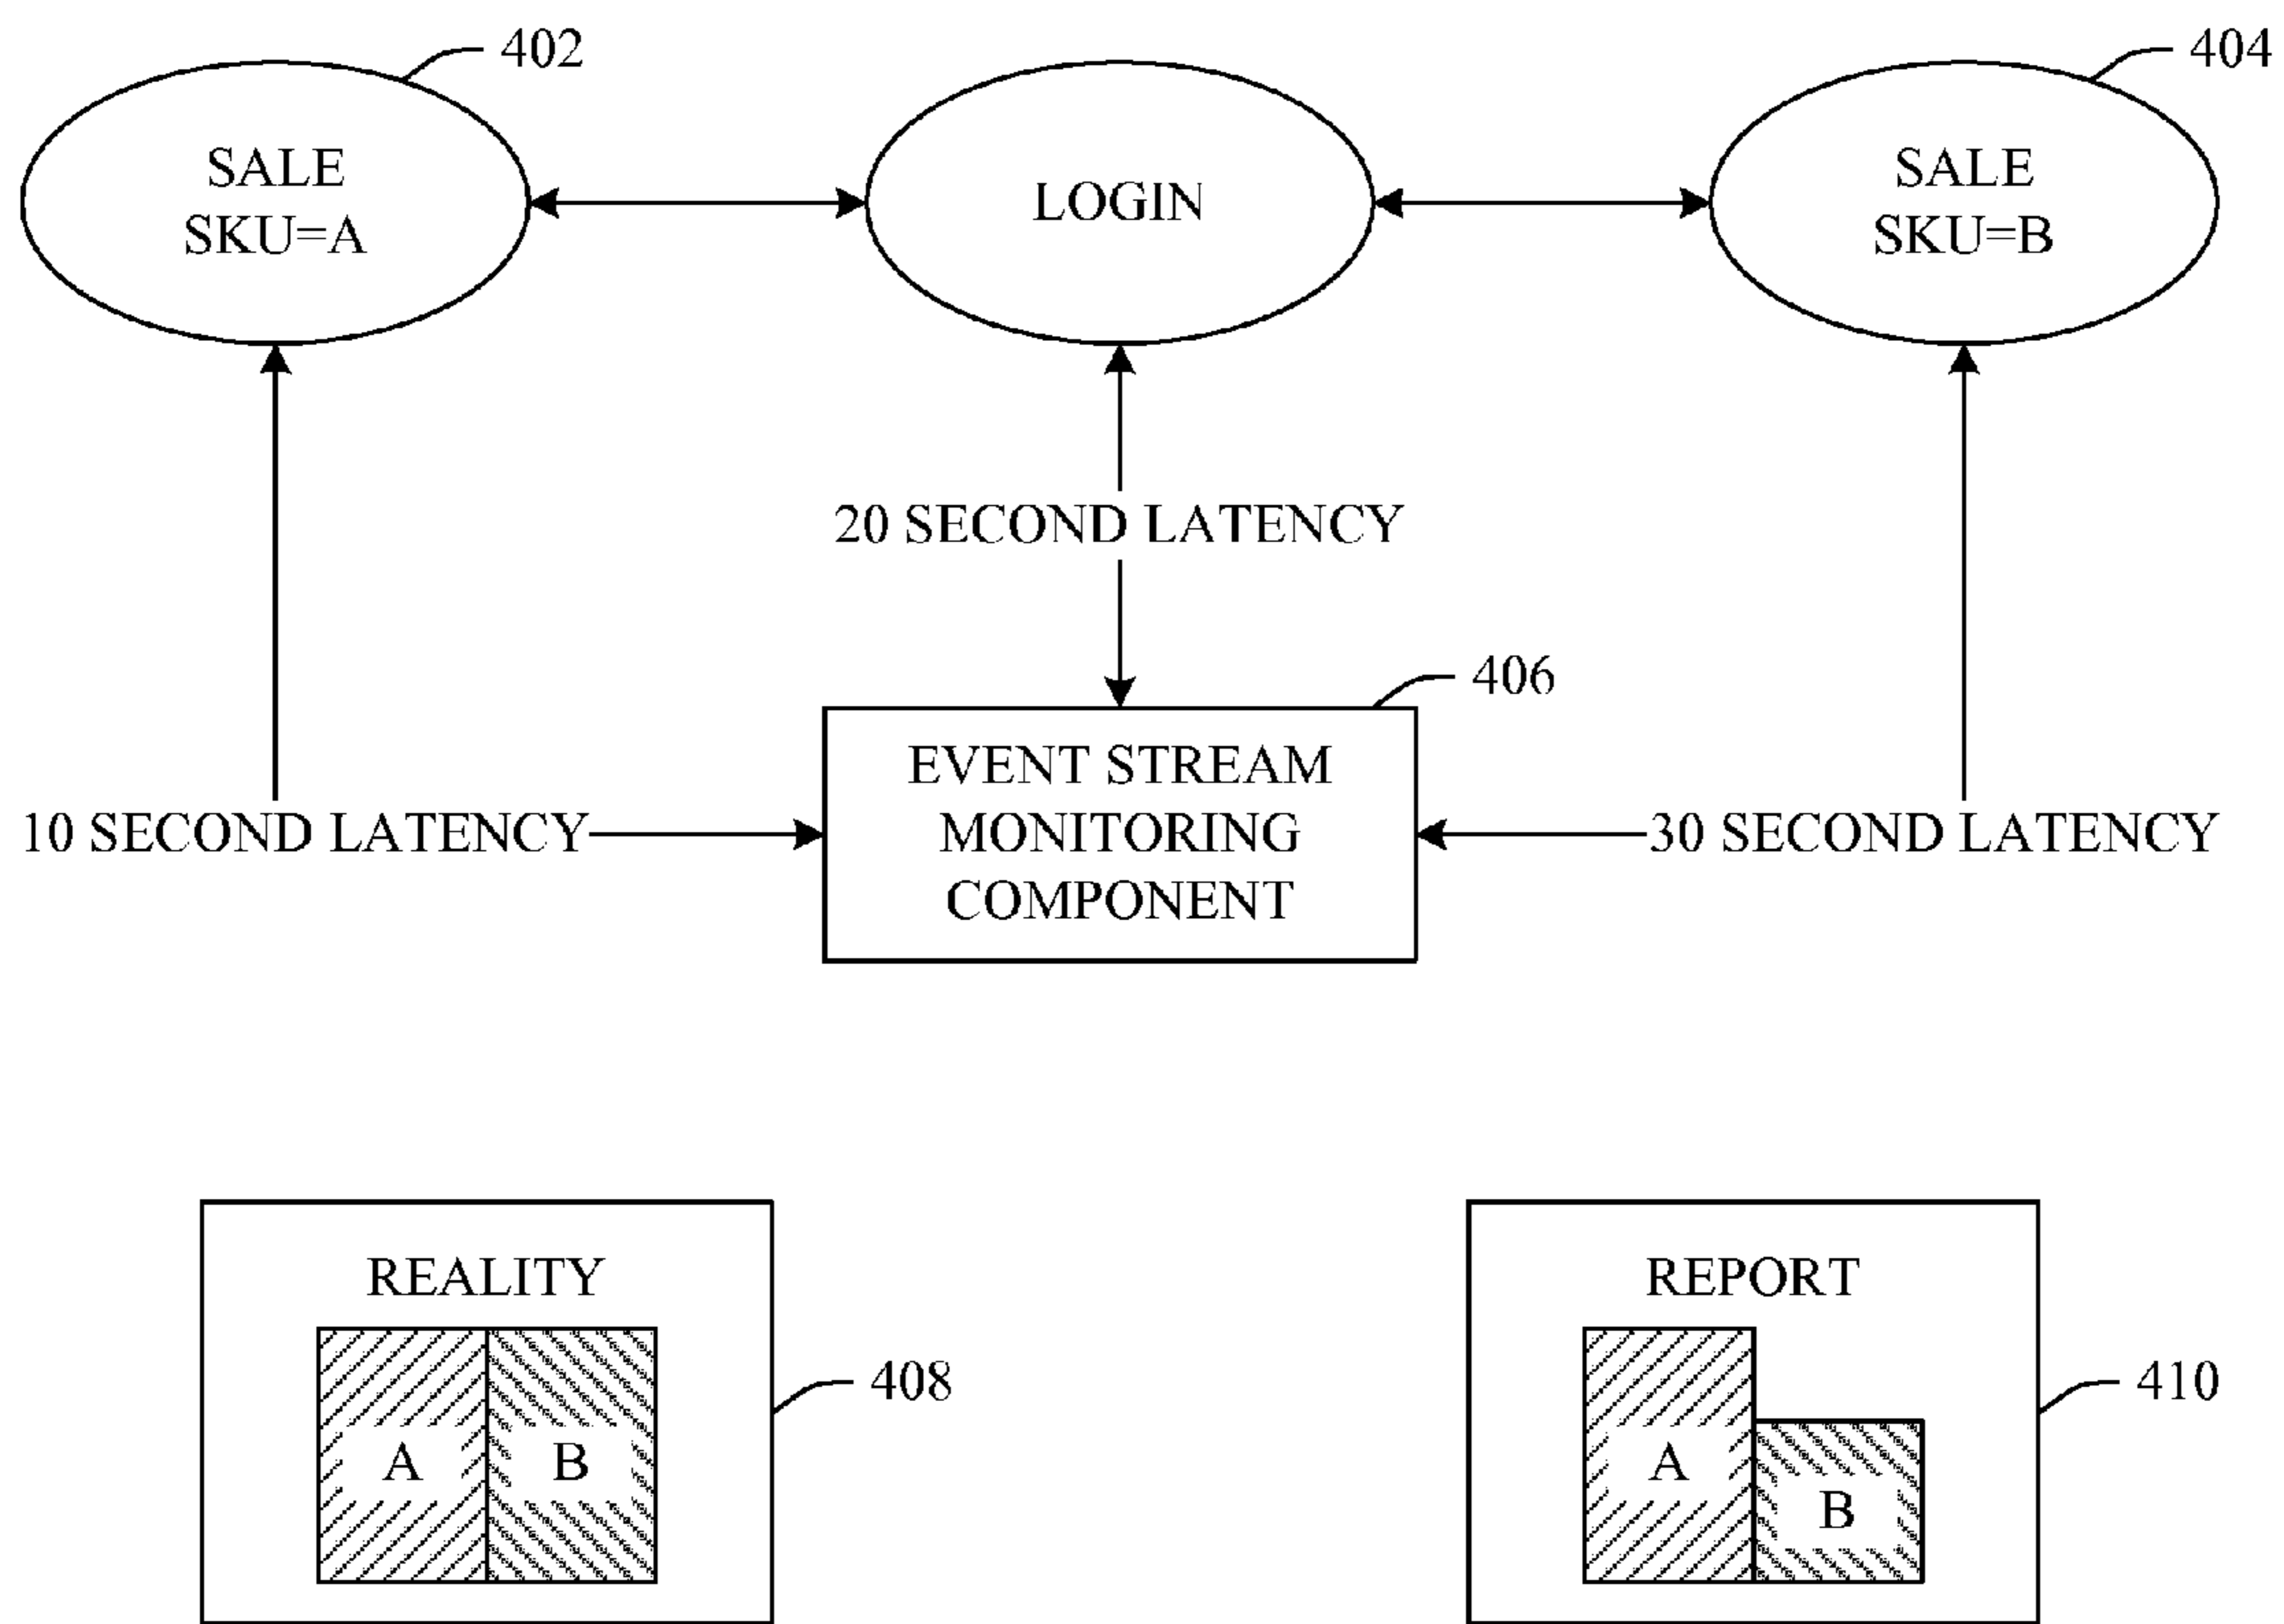 402
404
SALE
SKU=A
LOGIN
SALE
SKU=B
20 SECOND LATENCY
406
EVENT STREAM
MONITORING
COMPONENT
10 SECOND LATENCY
30 SECOND LATENCY
REALITY
A
B
408
REPORT
A
B
410